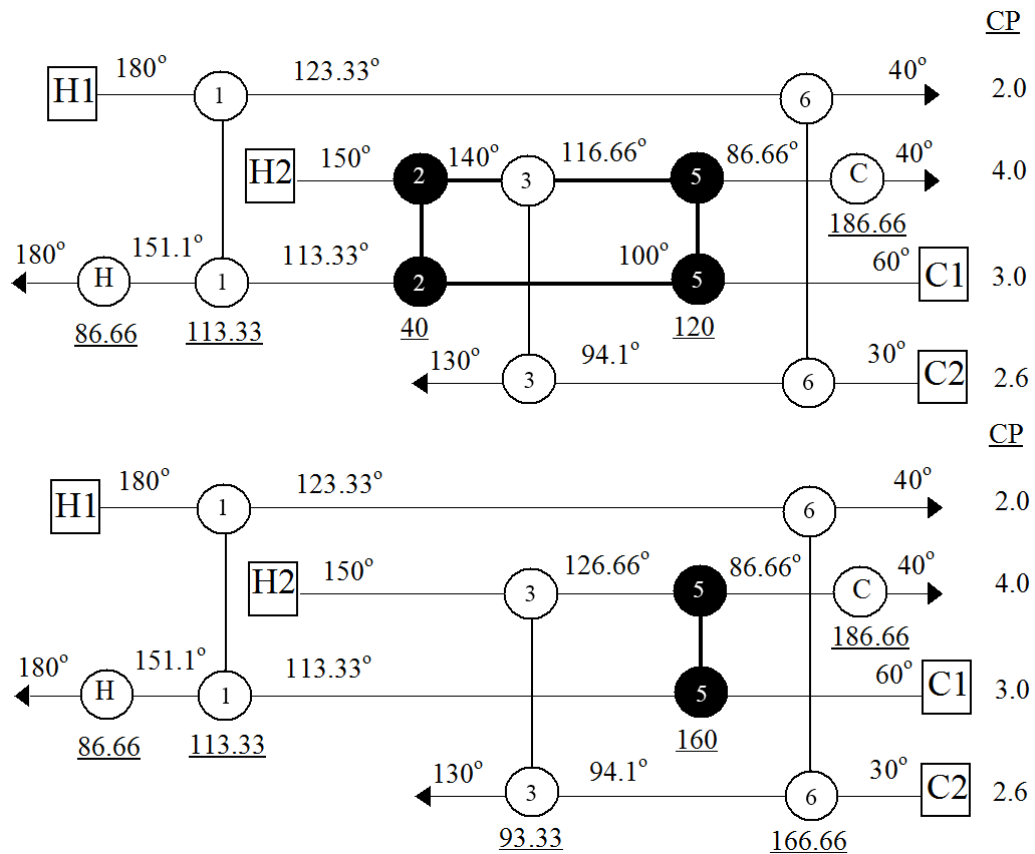 CP
180° 123.33° 40°
H1 1 6 2.0
150° 140° 116.66° 86.66° 40°
H2 2 3 5 C 4.0
186.66
180° 151.1° 113.33° 100° 60°
H 1 2 5 C1 3.0
86.66 113.33 40 120
130° 94.1° 30°
3 6 C2 2.6
CP
180° 123.33° 40°
H1 1 6 2.0
150° 126.66° 86.66° 40°
H2 3 5 C 4.0
186.66
180° 151.1° 113.33° 60°
H 1 5 C1 3.0
86.66 113.33 160
130° 94.1° 30°
3 6 C2 2.6
93.33 166.66